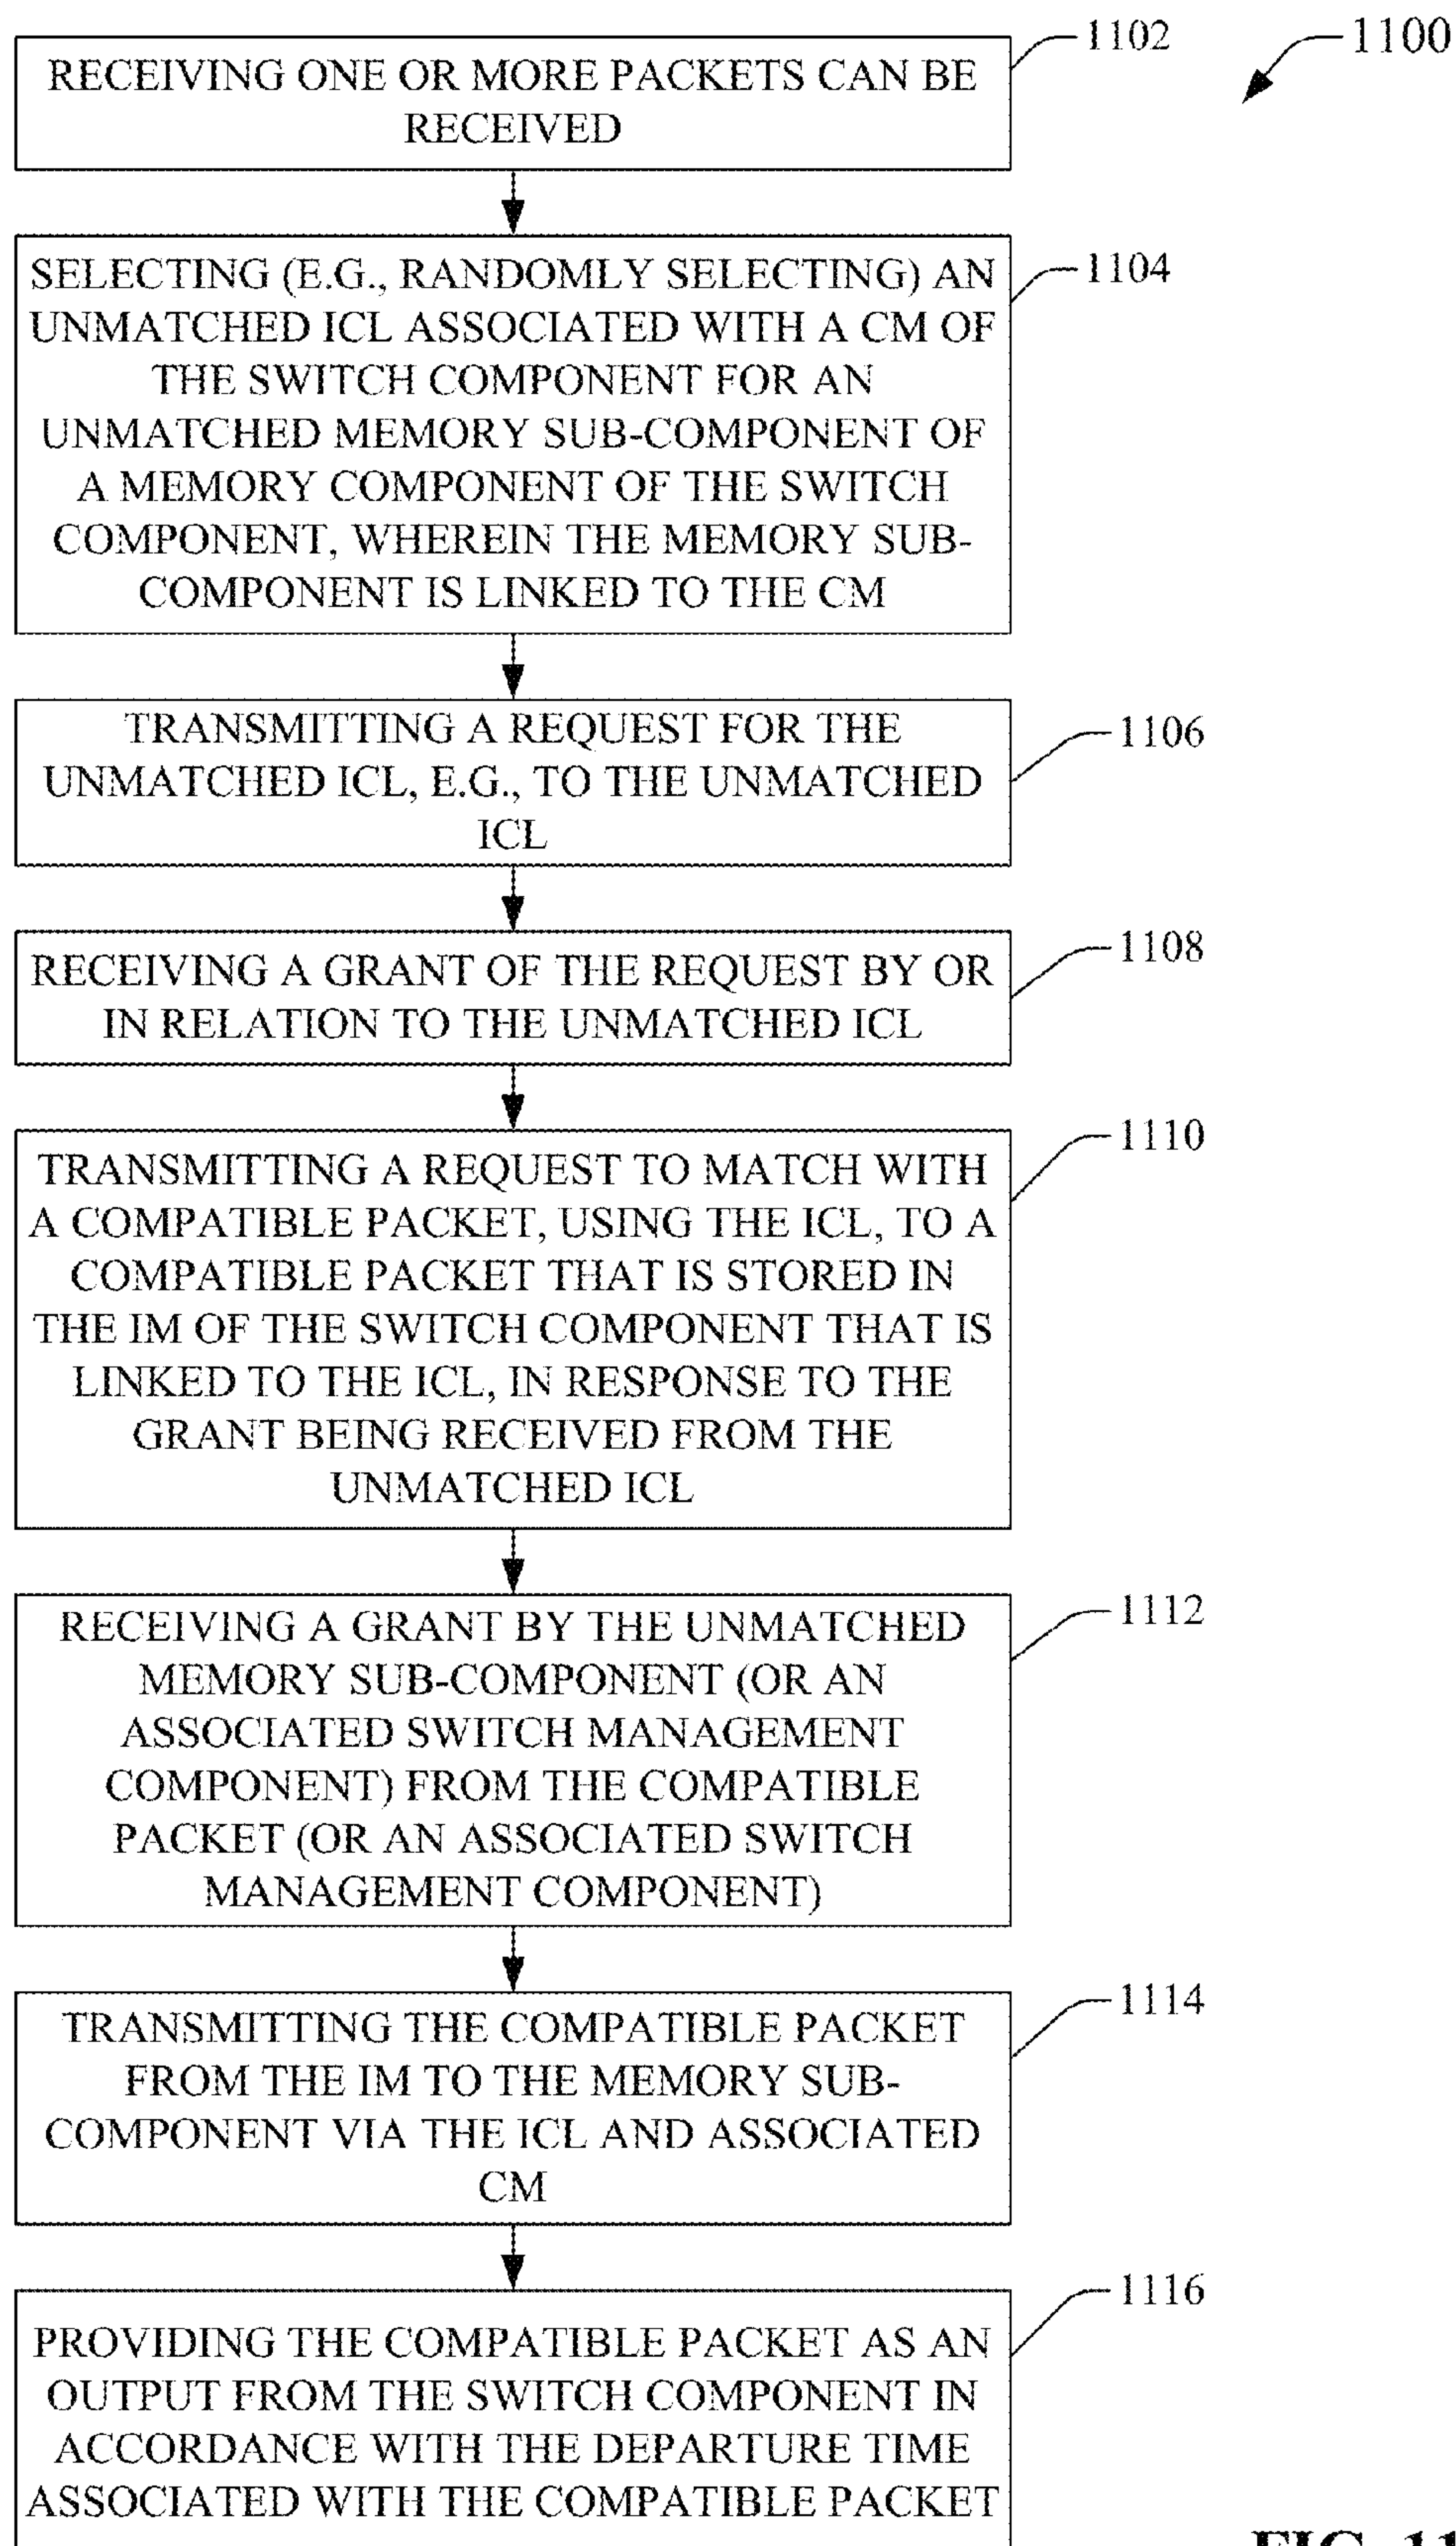 1102
1100
RECEIVING ONE OR MORE PACKETS CAN BE
RECEIVED
1104
SELECTING (E.G., RANDOMLY SELECTING) AN
UNMATCHED ICL ASSOCIATED WITH A CM OF
THE SWITCH COMPONENT FOR AN
UNMATCHED MEMORY SUB-COMPONENT OF
A MEMORY COMPONENT OF THE SWITCH
COMPONENT, WHEREIN THE MEMORY SUB-
COMPONENT IS LINKED TO THE CM
1106
TRANSMITTING A REQUEST FOR THE
UNMATCHED ICL, E.G., TO THE UNMATCHED
ICL
1108
RECEIVING A GRANT OF THE REQUEST BY OR
IN RELATION TO THE UNMATCHED ICL
1110
TRANSMITTING A REQUEST TO MATCH WITH
A COMPATIBLE PACKET, USING THE ICL, TO A
COMPATIBLE PACKET THAT IS STORED IN
THE IM OF THE SWITCH COMPONENT THAT IS
LINKED TO THE ICL, IN RESPONSE TO THE
GRANT BEING RECEIVED FROM THE
UNMATCHED ICL
1112
RECEIVING A GRANT BY THE UNMATCHED
MEMORY SUB-COMPONENT (OR AN
ASSOCIATED SWITCH MANAGEMENT
COMPONENT) FROM THE COMPATIBLE
PACKET (OR AN ASSOCIATED SWITCH
MANAGEMENT COMPONENT)
1114
TRANSMITTING THE COMPATIBLE PACKET
FROM THE IM TO THE MEMORY SUB-
COMPONENT VIA THE ICL AND ASSOCIATED
CM
1116
PROVIDING THE COMPATIBLE PACKET AS AN
OUTPUT FROM THE SWITCH COMPONENT IN
ACCORDANCE WITH THE DEPARTURE TIME
ASSOCIATED WITH THE COMPATIBLE PACKET
FIG. 11